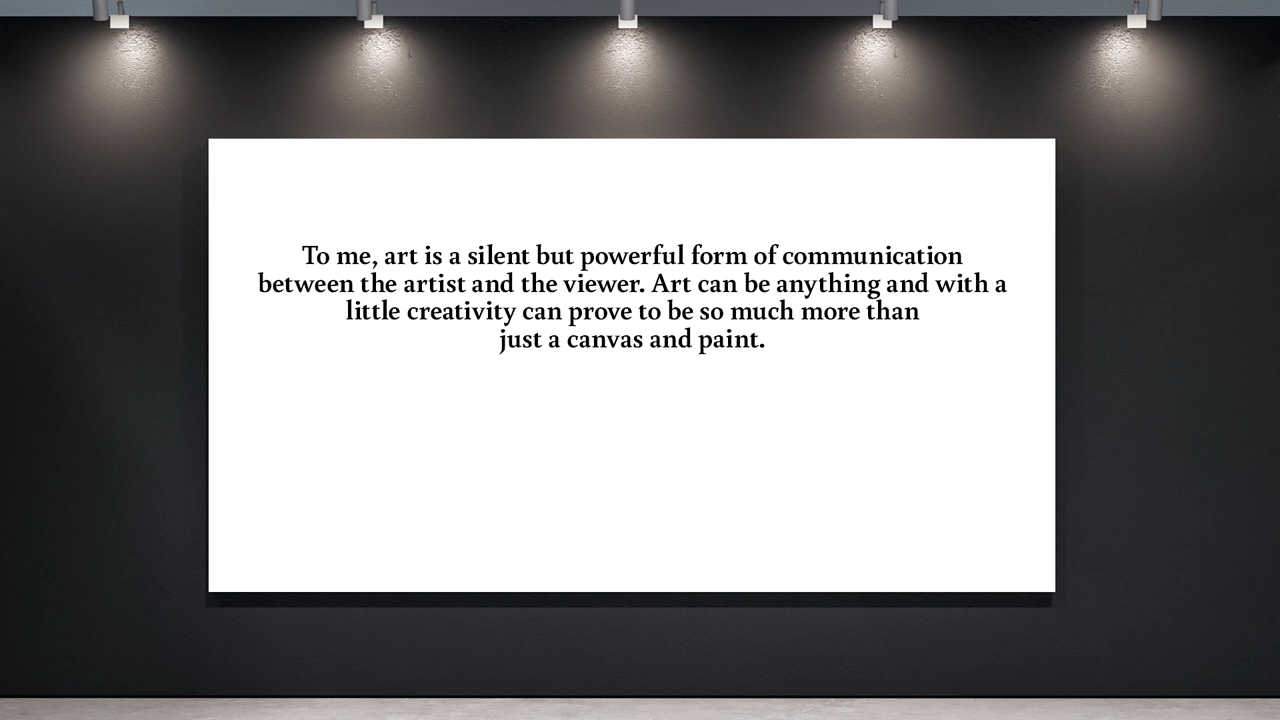 To me, art is a silent but powerful form of communication
between the artist and the viewer. Art can be anything and with a
little creativity can prove to be so much more than
just a canvas and paint.